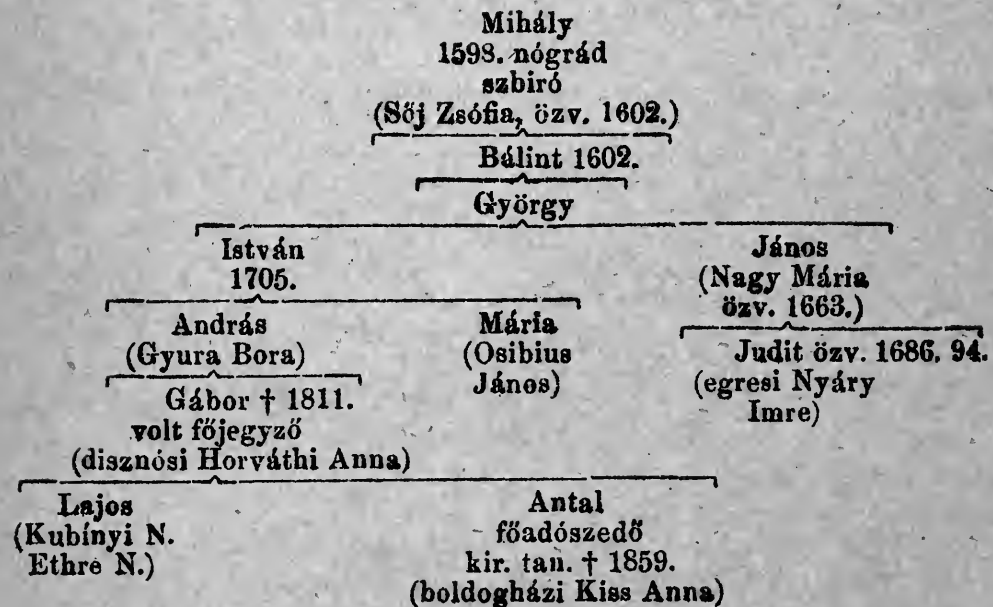 Mihály
1598. nógrád
szbiró
(Sőj Zsófia, özv. 1602.)
Bálint 1602.
György
István
1705.
János
(Nagy Mária
özv. 1663.)
András
(Gyura Bora)
Mária
(Osibius
János)
Judit özv. 1686. 94.
(egresi Nyáry
Imre)
Gábor † 1811.
volt főjegyző
(disznósi Horváthi Anna)
Lajos
(Kubínyi N.
Ethre N.)
Antal
főadószedő
kir. tan. † 1859.
(boldogházi Kiss Anna)